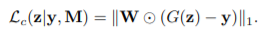 ℒ_c(𝐳|𝐲, 𝐌) = ‖𝐖 ⊙ (G(𝐳) − 𝐲)‖₁.